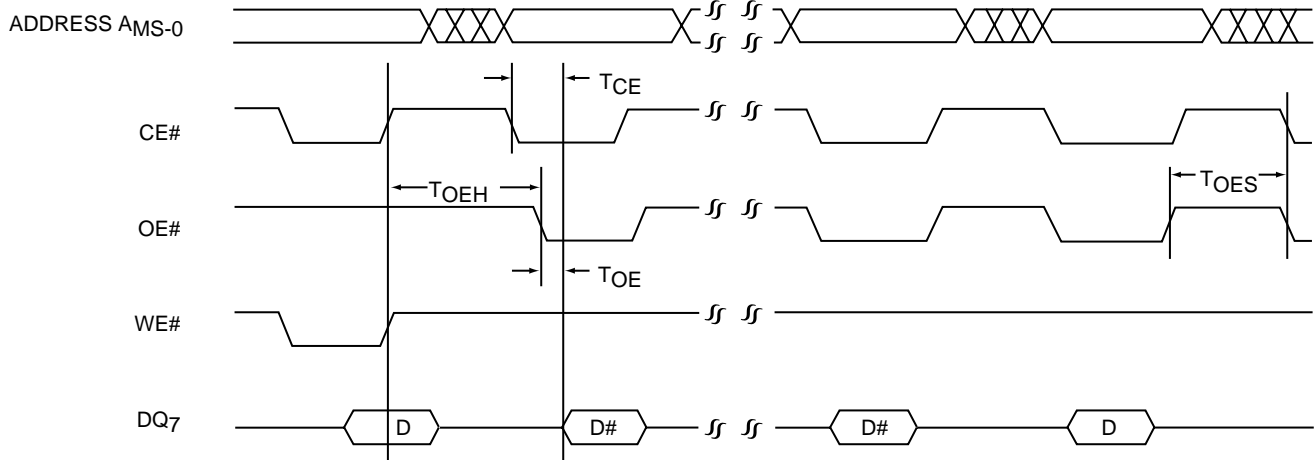 ADDRESS AMS-0
TCE
CE#
TOEH
TOES
OE#
TOE
WE#
DQ7
D
D#
D#
D